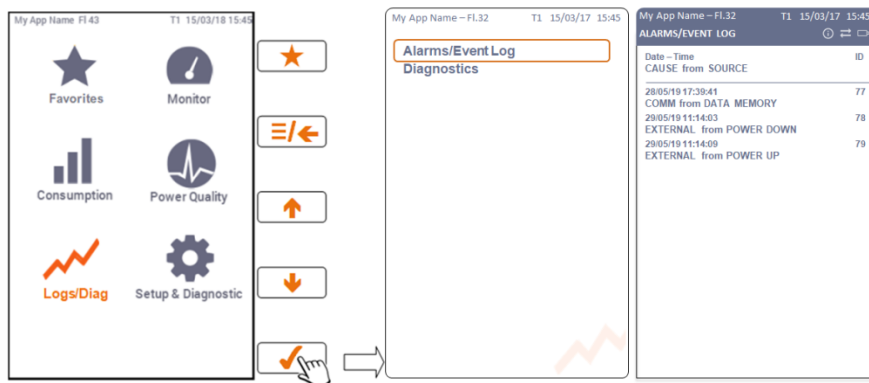 My App Name Fl 43 T1 15/03/18 15:45
Favorites Monitor
Consumption Power Quality
Logs/Diag Setup & Diagnostic
My App Name – Fl.32 T1 15/03/17 15:45
Alarms/Event Log
Diagnostics
My App Name – Fl.32 T1 15/03/17 15:45
ALARMS/EVENT LOG
Date – Time ID
CAUSE from SOURCE
28/05/19 17:39:41 77
COMM from DATA MEMORY
29/05/19 11:14:03 78
EXTERNAL from POWER DOWN
29/05/19 11:14:09 79
EXTERNAL from POWER UP